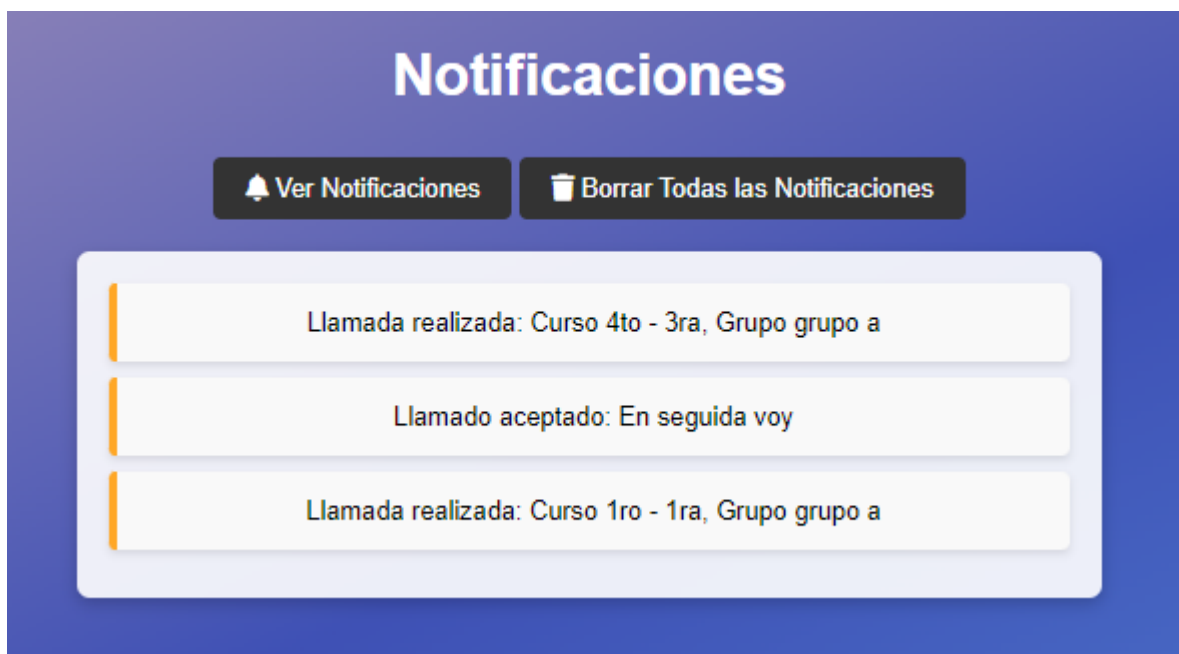 Notificaciones
Ver Notificaciones
Borrar Todas las Notificaciones
Llamada realizada: Curso 4to - 3ra, Grupo grupo a
Llamado aceptado: En seguida voy
Llamada realizada: Curso 1ro - 1ra, Grupo grupo a